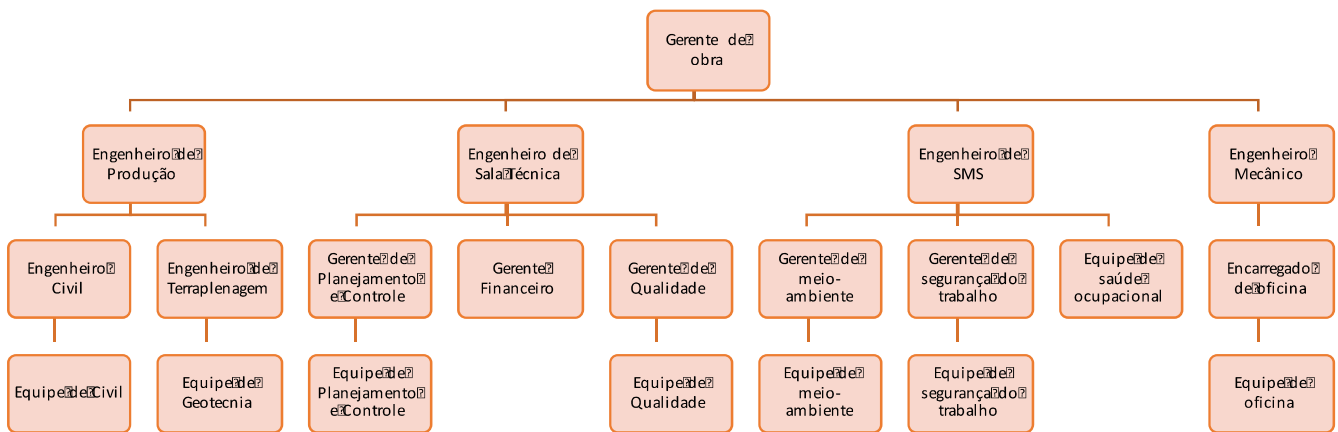 Gerente de
obra
Engenheiro de
Produção
Engenheiro de
Sala Técnica
Engenheiro de
SMS
Engenheiro
Mecânico
Engenheiro
Civil
Engenheiro de
Terraplenagem
Gerente de
Planejamento
e Controle
Gerente
Financeiro
Gerente de
Qualidade
Gerente de
meio-
ambiente
Gerente de
segurança do
trabalho
Equipe de
saúde
ocupacional
Encarregado
de oficina
Equipe de Civil
Equipe de
Geotecnia
Equipe de
Planejamento
e Controle
Equipe de
Qualidade
Equipe de
meio-
ambiente
Equipe de
segurança do
trabalho
Equipe de
oficina